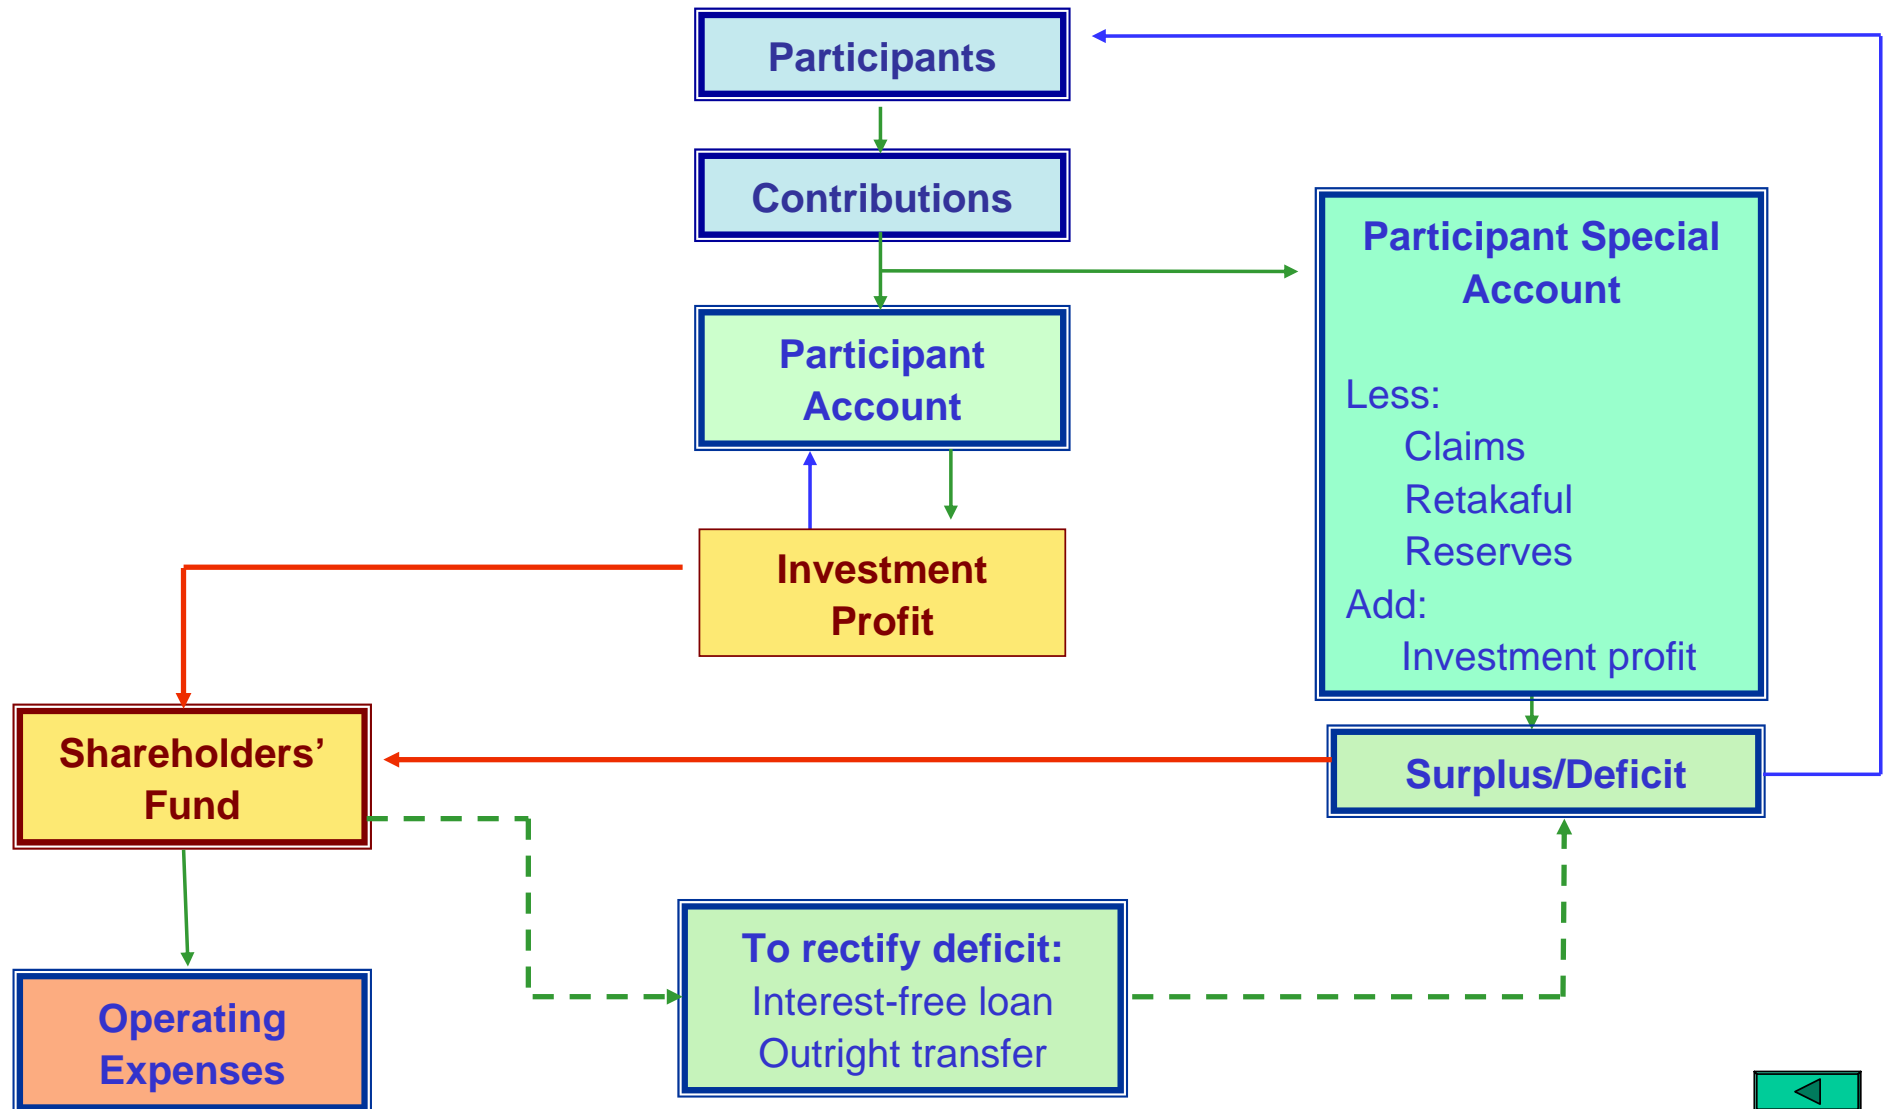 Participants
Contributions
Participant
Account
Investment
Profit
Participant Special
Account
Less:
Claims
Retakaful
Reserves
Add:
Investment profit
Surplus/Deficit
Shareholders’
Fund
Operating
Expenses
To rectify deficit:
Interest-free loan
Outright transfer